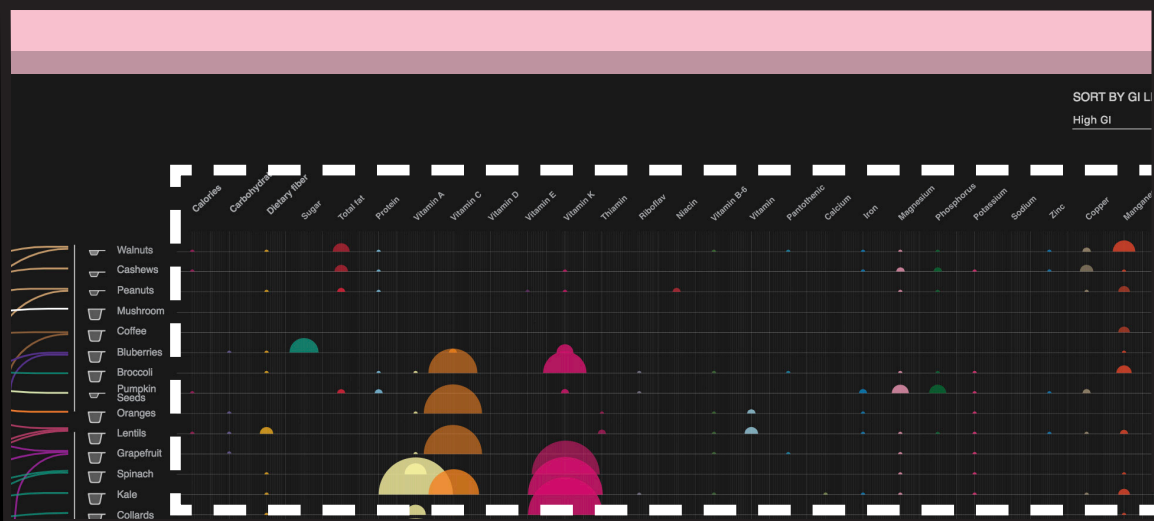 SORT BY GI L
High GI
Calories
Carbohydrat
Dietary fiber
Sugar
Total fat
Protein
Vitamin A
Vitamin C
Vitamin D
Vitamin E
Vitamin K
Thiamin
Riboflav
Niacin
Vitamin B-6
Vitamin
Pantothenic
Calcium
Iron
Magnesium
Phosphorus
Potassium
Sodium
Zinc
Copper
Mangane
Walnuts
Cashews
Peanuts
Mushroom
Coffee
Bluberries
Broccoli
Pumpkin
Seeds
Oranges
Lentils
Grapefruit
Spinach
Kale
Collards